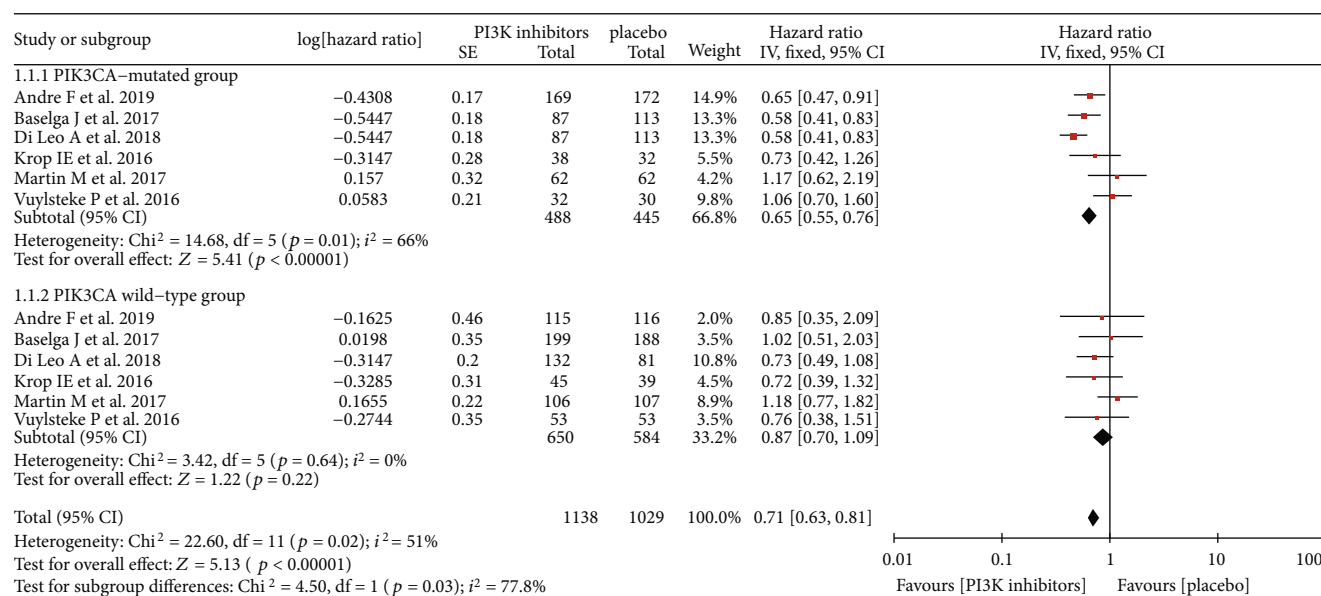 Study or subgroup log[hazard ratio] PI3K inhibitors placebo Weight Hazard ratio Hazard ratio
SE Total Total IV, fixed, 95% CI IV, fixed, 95% CI
1.1.1 PIK3CA−mutated group
Andre F et al. 2019 −0.4308 0.17 169 172 14.9% 0.65 [0.47, 0.91]
Baselga J et al. 2017 −0.5447 0.18 87 113 13.3% 0.58 [0.41, 0.83]
Di Leo A et al. 2018 −0.5447 0.18 87 113 13.3% 0.58 [0.41, 0.83]
Krop IE et al. 2016 −0.3147 0.28 38 32 5.5% 0.73 [0.42, 1.26]
Martin M et al. 2017 0.157 0.32 62 62 4.2% 1.17 [0.62, 2.19]
Vuylsteke P et al. 2016 0.0583 0.21 32 30 9.8% 1.06 [0.70, 1.60]
Subtotal (95% CI) 488 445 66.8% 0.65 [0.55, 0.76]
Heterogeneity: Chi² = 14.68, df = 5 (p = 0.01); i² = 66%
Test for overall effect: Z = 5.41 (p < 0.00001)
1.1.2 PIK3CA wild−type group
Andre F et al. 2019 −0.1625 0.46 115 116 2.0% 0.85 [0.35, 2.09]
Baselga J et al. 2017 0.0198 0.35 199 188 3.5% 1.02 [0.51, 2.03]
Di Leo A et al. 2018 −0.3147 0.2 132 81 10.8% 0.73 [0.49, 1.08]
Krop IE et al. 2016 −0.3285 0.31 45 39 4.5% 0.72 [0.39, 1.32]
Martin M et al. 2017 0.1655 0.22 106 107 8.9% 1.18 [0.77, 1.82]
Vuylsteke P et al. 2016 −0.2744 0.35 53 53 3.5% 0.76 [0.38, 1.51]
Subtotal (95% CI) 650 584 33.2% 0.87 [0.70, 1.09]
Heterogeneity: Chi² = 3.42, df = 5 (p = 0.64); i² = 0%
Test for overall effect: Z = 1.22 (p = 0.22)
Total (95% CI) 1138 1029 100.0% 0.71 [0.63, 0.81]
Heterogeneity: Chi² = 22.60, df = 11 (p = 0.02); i² = 51%
Test for overall effect: Z = 5.13 ( p < 0.00001)
Test for subgroup differences: Chi² = 4.50, df = 1 (p = 0.03); i² = 77.8%
0.01 0.1 1 10 100
Favours [PI3K inhibitors] Favours [placebo]